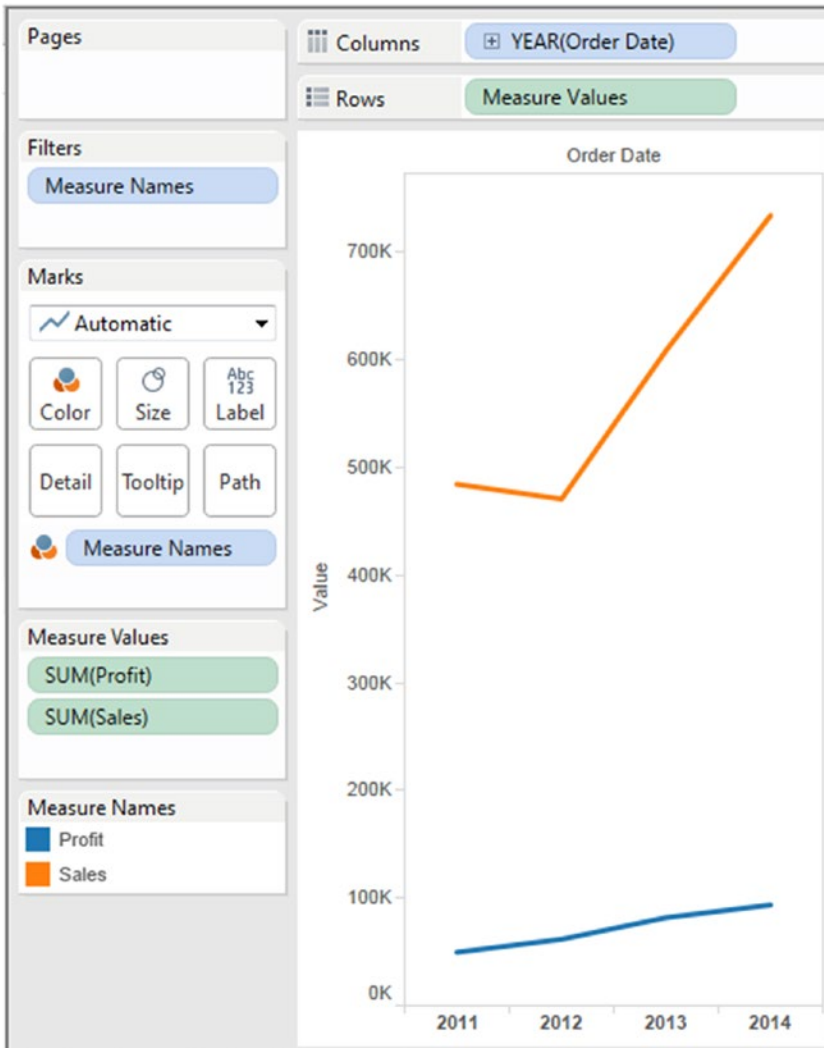 Pages
Columns
YEAR(Order Date)
Rows
Measure Values
Filters
Measure Names
Marks
Automatic
Color
Size
Abc
123
Label
Detail
Tooltip
Path
Measure Names
Measure Values
SUM(Profit)
SUM(Sales)
Measure Names
Profit
Sales
Order Date
700K
600K
500K
400K
Value
300K
200K
100K
0K
2011 2012 2013 2014